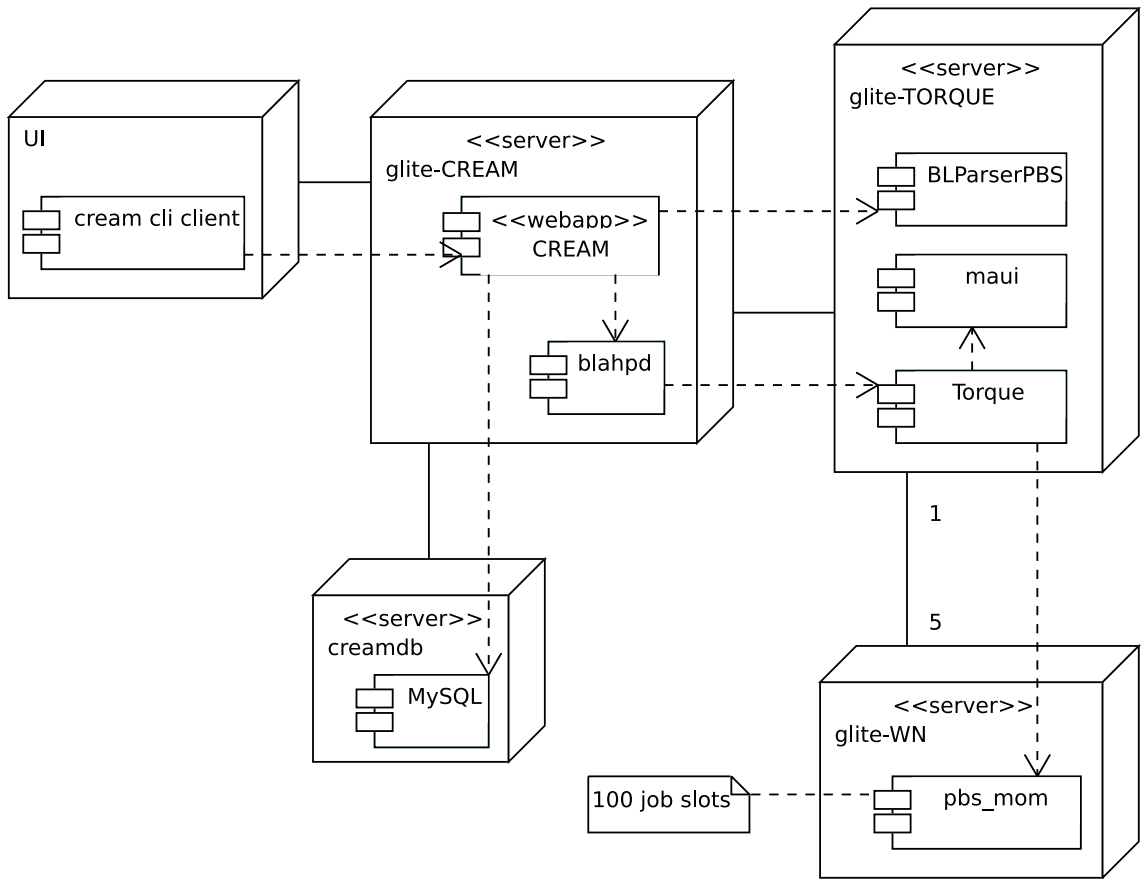 UI
cream cli client
<<server>>
glite-CREAM
<<webapp>>
CREAM
blahpd
<<server>>
glite-TORQUE
BLParserPBS
maui
Torque
1
5
<<server>>
creamdb
MySQL
<<server>>
glite-WN
pbs_mom
100 job slots